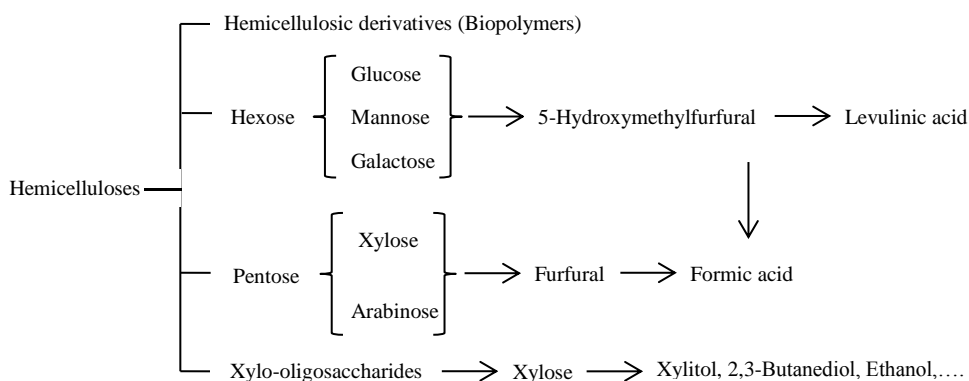 Hemicellulosic derivatives (Biopolymers)
Glucose
Hexose Mannose 5-Hydroxymethylfurfural Levulinic acid
Galactose
Hemicelluloses
Xylose
Pentose Furfural Formic acid
Arabinose
Xylo-oligosaccharides Xylose Xylitol, 2,3-Butanediol, Ethanol,....